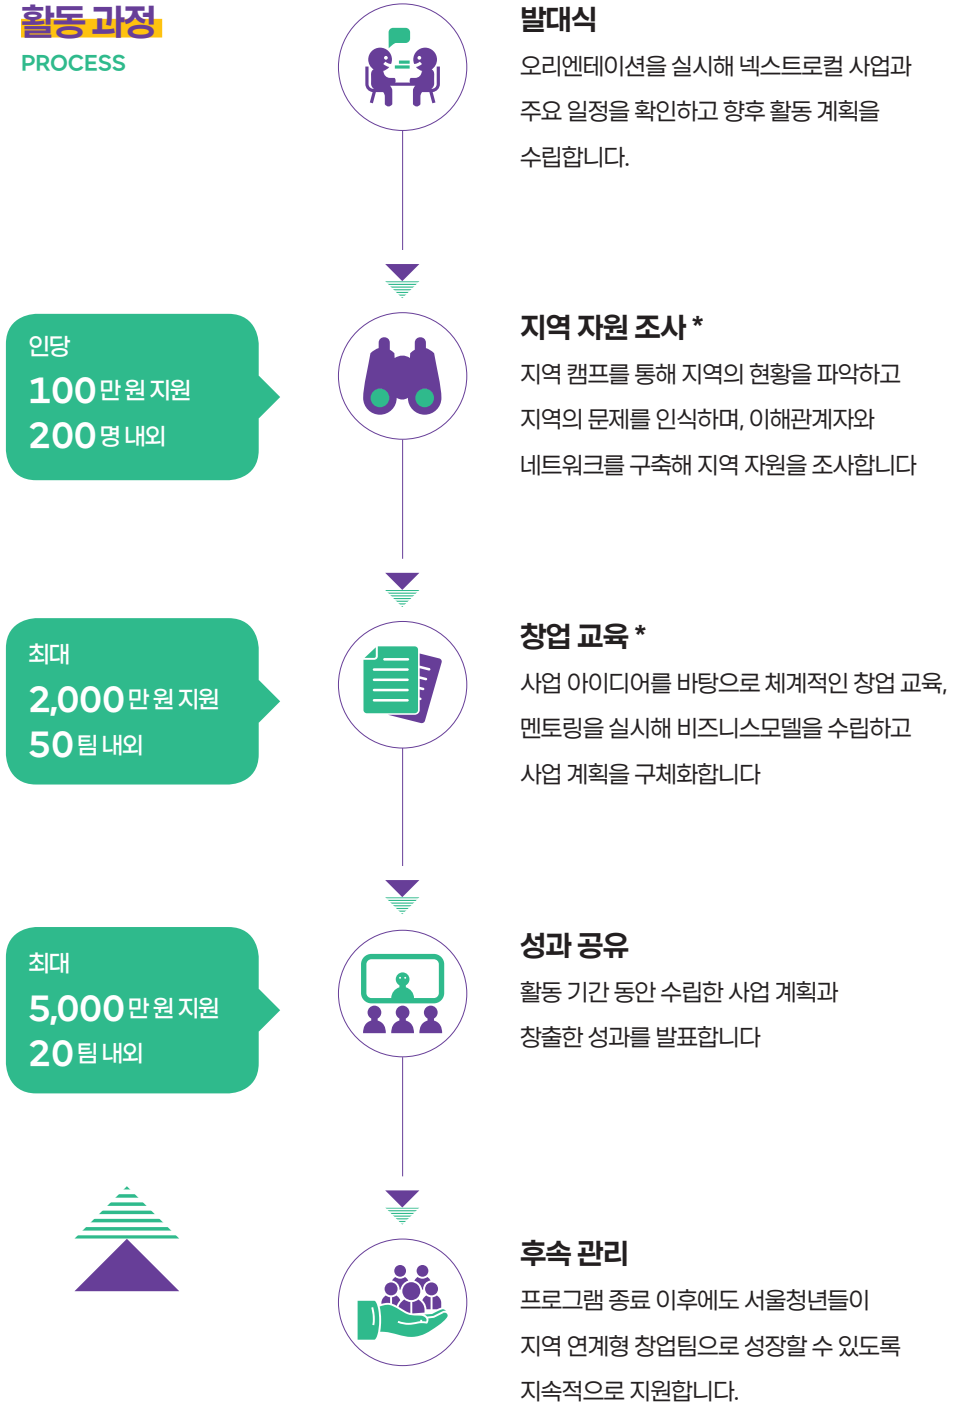 활동 과정
PROCESS
발대식
오리엔테이션을 실시해 넥스트로컬 사업과
주요 일정을 확인하고 향후 활동 계획을
수립합니다.
인당
100만 원 지원
200명 내외
지역 자원 조사 *
지역 캠프를 통해 지역의 현황을 파악하고
지역의 문제를 인식하며, 이해관계자와
네트워크를 구축해 지역 자원을 조사합니다
최대
2,000만 원 지원
50팀 내외
창업 교육 *
사업 아이디어를 바탕으로 체계적인 창업 교육,
멘토링을 실시해 비즈니스모델을 수립하고
사업 계획을 구체화합니다
최대
5,000만 원 지원
20팀 내외
성과 공유
활동 기간 동안 수립한 사업 계획과
창출한 성과를 발표합니다
후속 관리
프로그램 종료 이후에도 서울청년들이
지역 연계형 창업팀으로 성장할 수 있도록
지속적으로 지원합니다.